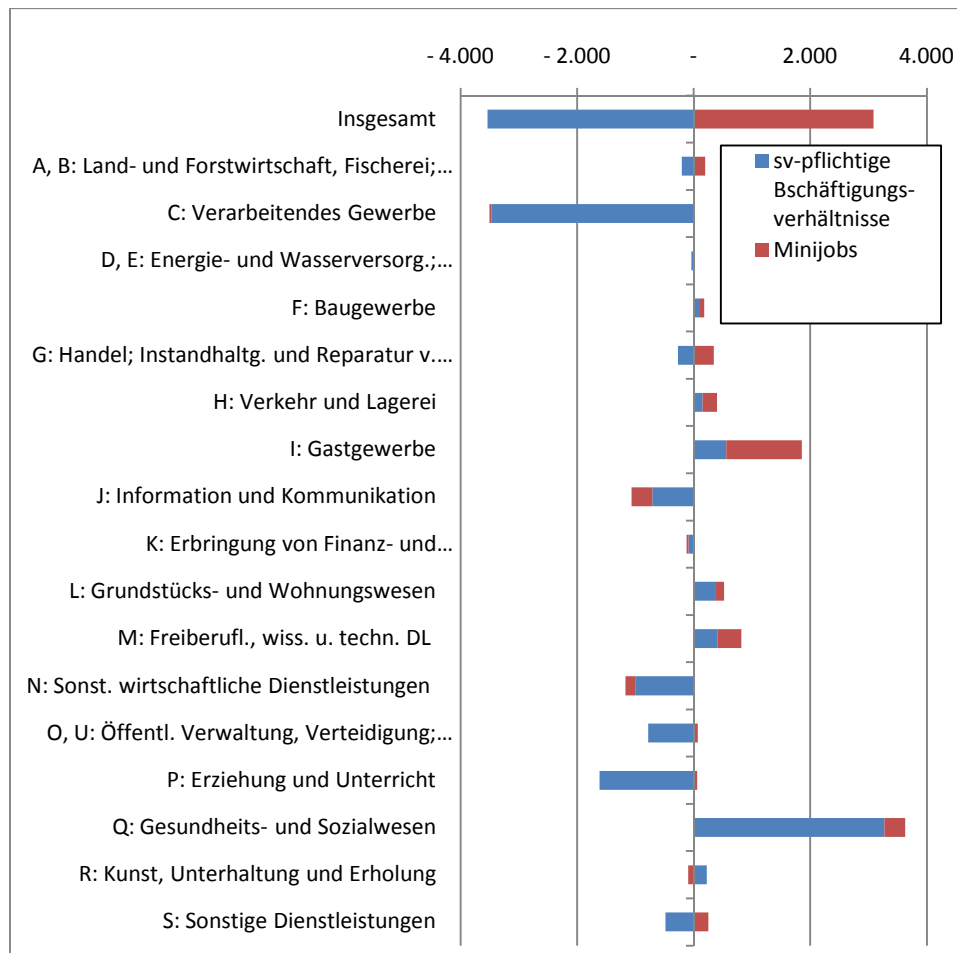 - 4.000 - 2.000 - 2.000 4.000
Insgesamt
A, B: Land- und Forstwirtschaft, Fischerei;...
sv-pflichtige
Bschäftigungs-
verhältnisse
Minijobs
C: Verarbeitendes Gewerbe
D, E: Energie- und Wasserversorg.;...
F: Baugewerbe
G: Handel; Instandhaltg. und Reparatur v....
H: Verkehr und Lagerei
I: Gastgewerbe
J: Information und Kommunikation
K: Erbringung von Finanz- und...
L: Grundstücks- und Wohnungswesen
M: Freiberufl., wiss. u. techn. DL
N: Sonst. wirtschaftliche Dienstleistungen
O, U: Öffentl. Verwaltung, Verteidigung;...
P: Erziehung und Unterricht
Q: Gesundheits- und Sozialwesen
R: Kunst, Unterhaltung und Erholung
S: Sonstige Dienstleistungen